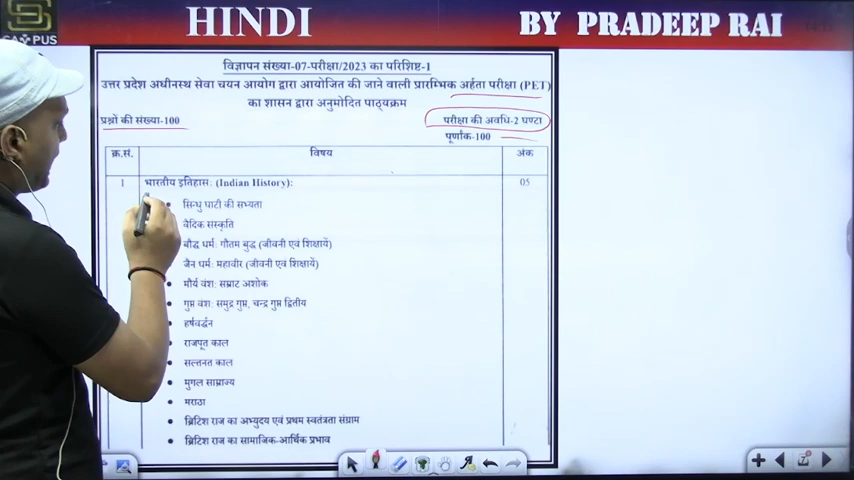 HINDI BY PRADEEP RAI
विज्ञापन संख्या-07-परीक्षा/2023 का परिशिष्ट-1
उत्तर प्रदेश अधीनस्थ सेवा चयन आयोग द्वारा आयोजित की जाने वाली प्रारम्भिक अर्हता परीक्षा (PET)
का शासन द्वारा अनुमोदित पाठ्यक्रम
प्रश्नों की संख्या-100 परीक्षा की अवधि-2 घण्टा
पूर्णांक-100
क्र.सं. विषय अंक
1 भारतीय इतिहास: (Indian History): 05
सिन्धु घाटी की सभ्यता
वैदिक संस्कृति
बौद्ध धर्म: गौतम बुद्ध (जीवनी एवं शिक्षायें)
जैन धर्म: महावीर (जीवनी एवं शिक्षायें)
• मौर्य वंश: सम्राट अशोक
• गुप्त वंश: समुद्र गुप्त, चन्द्र गुप्त द्वितीय
• हर्षवर्द्धन
• राजपूत काल
• सल्तनत काल
• मुगल साम्राज्य
• मराठा
• ब्रिटिश राज का अभ्युदय एवं प्रथम स्वतंत्रता संग्राम
• ब्रिटिश राज का सामाजिक-आर्थिक प्रभाव